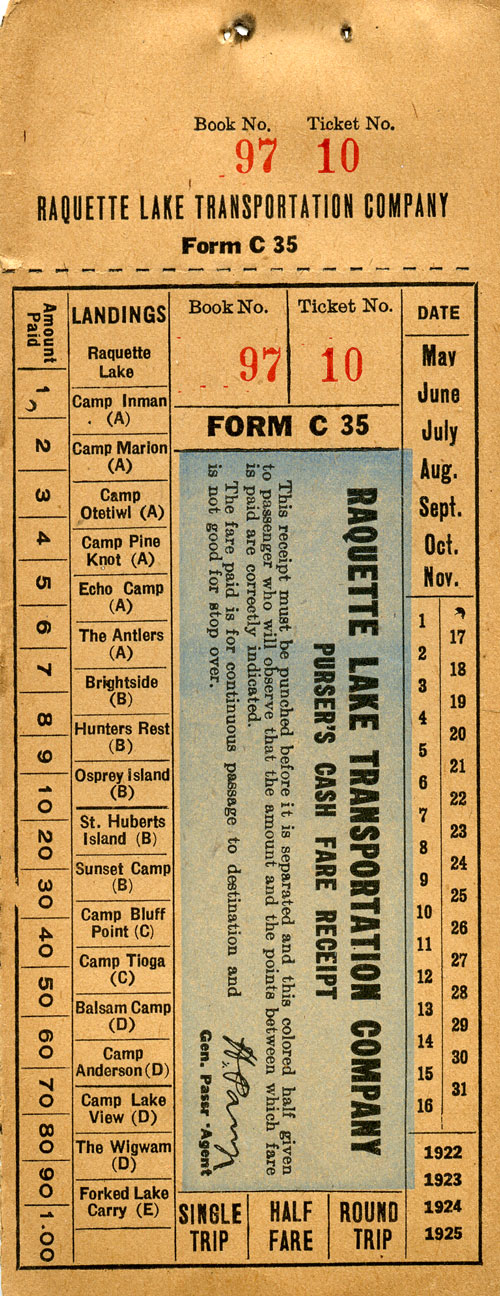 Book No. Ticket No.
97 10
RAQUETTE LAKE TRANSPORTATION COMPANY
Form C 35
Amount
Paid
1
2
3
4
5
6
7
8
9
10
20
30
40
50
60
70
80
90
1.00
LANDINGS
Raquette
Lake
Camp Inman
(A)
Camp Marion
(A)
Camp
Otetiwi (A)
Camp Pine
Knot (A)
Echo Camp
(A)
The Antlers
(A)
Brightside
(B)
Hunters Rest
(B)
Osprey Island
(B)
St. Huberts
Island (B)
Sunset Camp
(B)
Camp Bluff
Point (C)
Camp Tioga
(C)
Balsam Camp
(D)
Camp
Anderson (D)
Camp Lake
View (D)
The Wigwam
(D)
Forked Lake
Carry (E)
Book No. Ticket No.
97 10
FORM C 35
RAQUETTE LAKE TRANSPORTATION COMPANY
PURSER'S CASH FARE RECEIPT
This receipt must be punched before it is separated and this colored half given
to passenger who will observe that the amount and the points between which fare
is paid are correctly indicated.
The fare paid is for continuous passage to destination and
is not good for stop over.
Gen. Passr Agent
SINGLE
TRIP
HALF
FARE
ROUND
TRIP
DATE
May
June
July
Aug.
Sept.
Oct.
Nov.
1
2
3
4
5
6
7
8
9
10
11
12
13
14
15
16
17
18
19
20
21
22
23
24
25
26
27
28
29
30
31
1922
1923
1924
1925